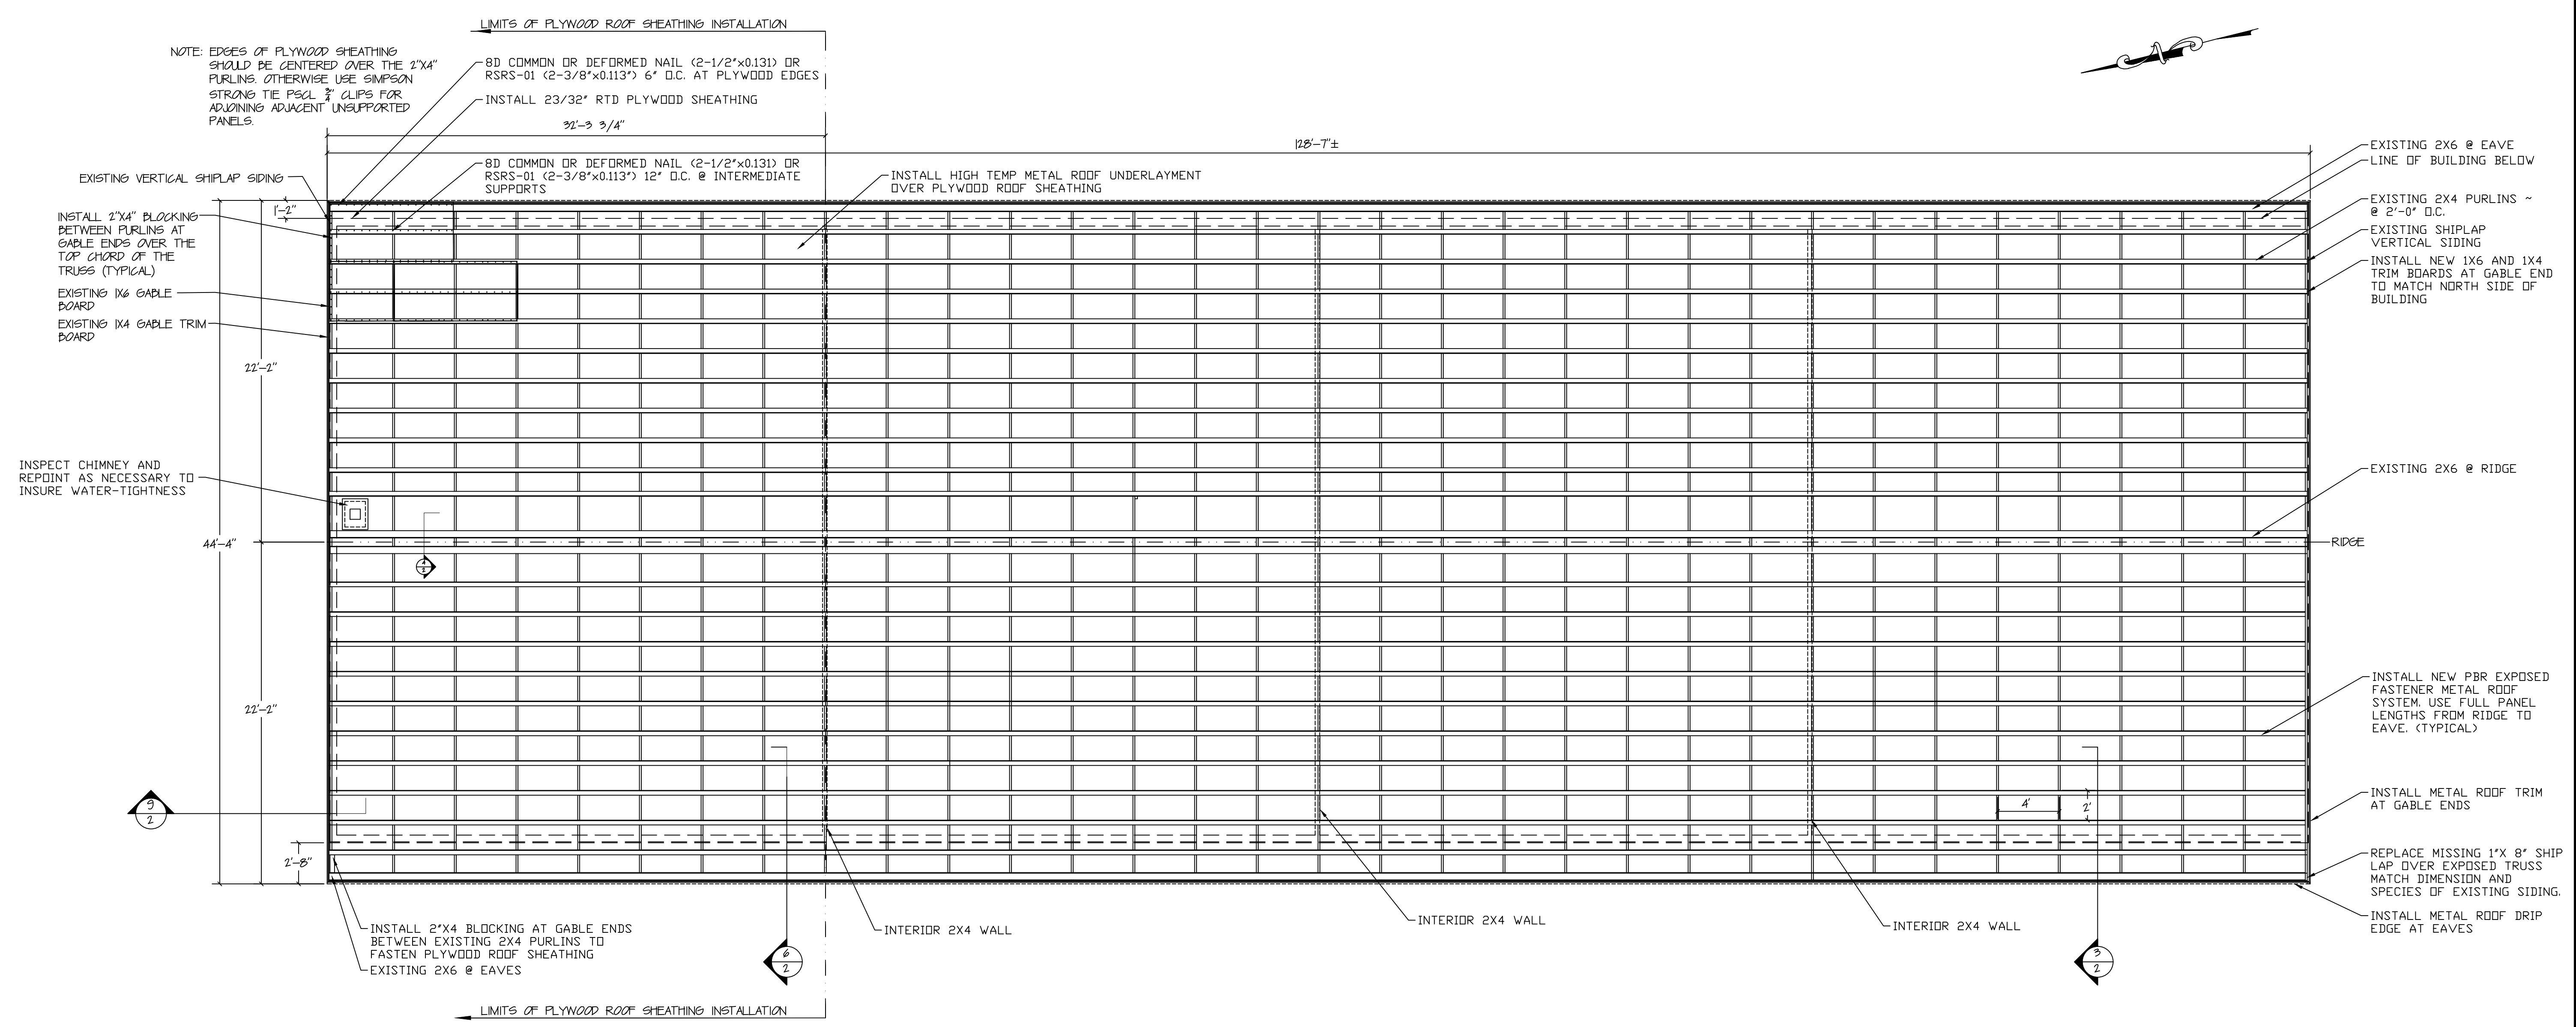 LIMITS OF PLYWOOD ROOF SHEATHING INSTALLATION
NOTE: EDGES OF PLYWOOD SHEATHING
SHOULD BE CENTERED OVER THE 2"X4"
PURLINS. OTHERWISE USE SIMPSON
STRONG TIE PSCL 3/4" CLIPS FOR
ADJOINING ADJACENT UNSUPPORTED
PANELS.
8D COMMON OR DEFORMED NAIL (2-1/2"x0.131) OR
RSRS-01 (2-3/8"x0.113") 6" O.C. AT PLYWOOD EDGES
INSTALL 23/32" RTD PLYWOOD SHEATHING
32'-3 3/4"
128'-7"±
8D COMMON OR DEFORMED NAIL (2-1/2"x0.131) OR
RSRS-01 (2-3/8"x0.113") 12" O.C. @ INTERMEDIATE
SUPPORTS
INSTALL HIGH TEMP METAL ROOF UNDERLAYMENT
OVER PLYWOOD ROOF SHEATHING
EXISTING VERTICAL SHIPLAP SIDING
1'-2"
INSTALL 2"X4" BLOCKING
BETWEEN PURLINS AT
GABLE ENDS OVER THE
TOP CHORD OF THE
TRUSS (TYPICAL)
EXISTING 1X6 GABLE
BOARD
EXISTING 1X4 GABLE TRIM
BOARD
22'-2"
INSPECT CHIMNEY AND
REPOINT AS NECESSARY TO
INSURE WATER-TIGHTNESS
44'-4"
22'-2"
9
2
2'-8"
INSTALL 2"X4" BLOCKING AT GABLE ENDS
BETWEEN EXISTING 2X4 PURLINS TO
FASTEN PLYWOOD ROOF SHEATHING
EXISTING 2X6 @ EAVES
6
2
INTERIOR 2X4 WALL
INTERIOR 2X4 WALL
INTERIOR 2X4 WALL
3
2
LIMITS OF PLYWOOD ROOF SHEATHING INSTALLATION
N
EXISTING 2X6 @ EAVE
LINE OF BUILDING BELOW
EXISTING 2X4 PURLINS ~
@ 2'-0" O.C.
EXISTING SHIPLAP
VERTICAL SIDING
INSTALL NEW 1X6 AND 1X4
TRIM BOARDS AT GABLE END
TO MATCH NORTH SIDE OF
BUILDING
EXISTING 2X6 @ RIDGE
RIDGE
INSTALL NEW PBR EXPOSED
FASTENER METAL ROOF
SYSTEM. USE FULL PANEL
LENGTHS FROM RIDGE TO
EAVE. (TYPICAL)
4'
2'
INSTALL METAL ROOF TRIM
AT GABLE ENDS
REPLACE MISSING 1"X 8" SHIP
LAP OVER EXPOSED TRUSS
MATCH DIMENSION AND
SPECIES OF EXISTING SIDING.
INSTALL METAL ROOF DRIP
EDGE AT EAVES